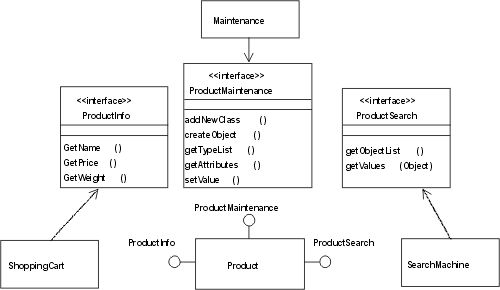 Maintenance
<<interface>>
ProductMaintenance
addNewClass ()
createObject ()
getTypeList ()
getAttributes ()
setValue ()
<<interface>>
ProductInfo
GetName ()
GetPrice ()
GetWeight ()
<<interface>>
ProductSearch
getObjectList ()
getValues (Object)
ProductMaintenance
ProductInfo
ProductSearch
ShoppingCart
Product
SearchMachine